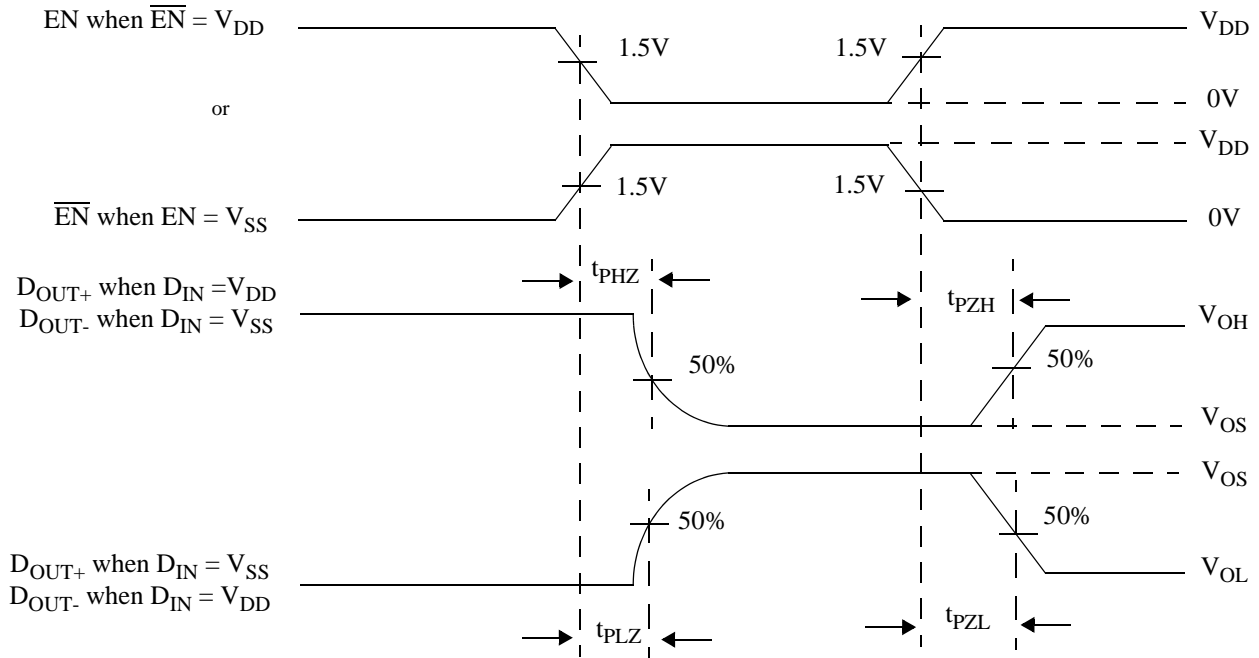 EN when E̅N̅ = VDD
1.5V
1.5V
VDD
or
0V
VDD
1.5V
1.5V
E̅N̅ when EN = VSS
0V
tPHZ
DOUT+ when DIN =VDD
tPZH
DOUT- when DIN = VSS
VOH
50%
50%
VOS
VOS
50%
50%
DOUT+ when DIN = VSS
VOL
DOUT- when DIN = VDD
tPLZ
tPZL